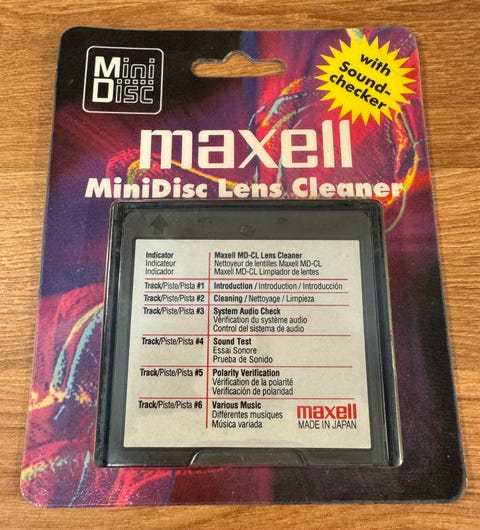 Mini
Disc
with
Sound-
checker
maxell
MiniDisc Lens Cleaner
Indicator Maxell MD-CL Lens Cleaner
Indicateur Nettoyeur de lentilles Maxell MD-CL
Indicador Maxell MD-CL Limpiador de lentes
Track/Piste/Pista #1 Introduction / Introduction / Introducción
Track/Piste/Pista #2 Cleaning / Nettoyage / Limpieza
Track/Piste/Pista #3 System Audio Check
Vérification du système audio
Control del sistema de audio
Track/Piste/Pista #4 Sound Test
Essai Sonore
Prueba de Sonido
Track/Piste/Pista #5 Polarity Verification
Vérification de la polarité
Verificación de polaridad
Track/Piste/Pista #6 Various Music
Différentes musiques
Música variada
maxell
MADE IN JAPAN